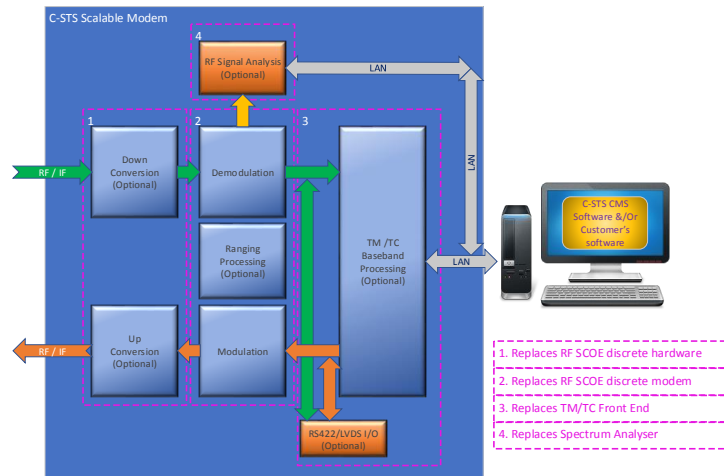 C-STS Scalable Modem
4
RF Signal Analysis
(Optional)
LAN
1
2
3
RF / IF
Down
Conversion
(Optional)
Demodulation
LAN
C-STS CMS
Software &/Or
Customer's
software
Ranging
Processing
(Optional)
TM /TC
Baseband
Processing
(Optional)
LAN
RF / IF
Up
Conversion
(Optional)
Modulation
RS422/LVDS I/O
(Optional)
1. Replaces RF SCOE discrete hardware
2. Replaces RF SCOE discrete modem
3. Replaces TM/TC Front End
4. Replaces Spectrum Analyser